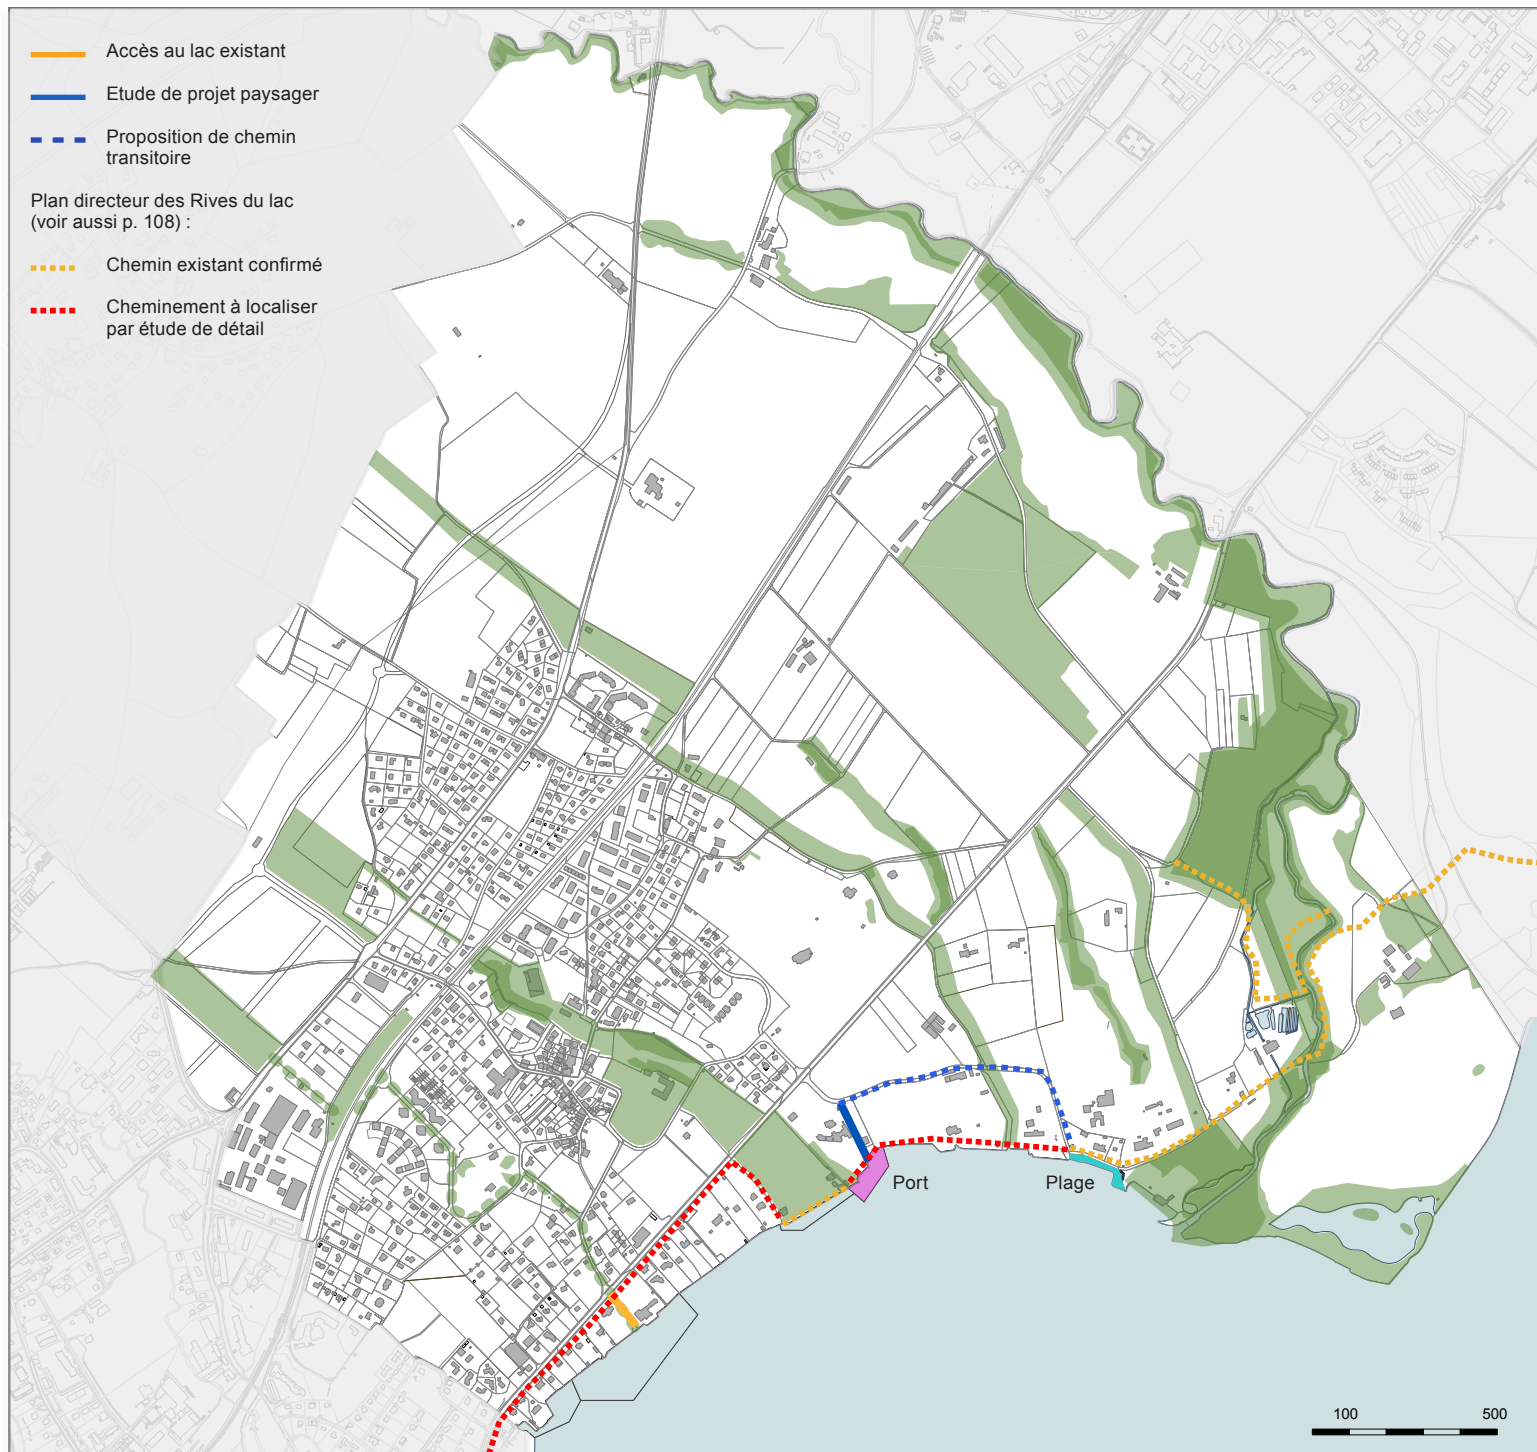 Accès au lac existant
Etude de projet paysager
Proposition de chemin
transitoire
Plan directeur des Rives du lac
(voir aussi p. 108) :
Chemin existant confirmé
Cheminement à localiser
par étude de détail
Port
Plage
100
500